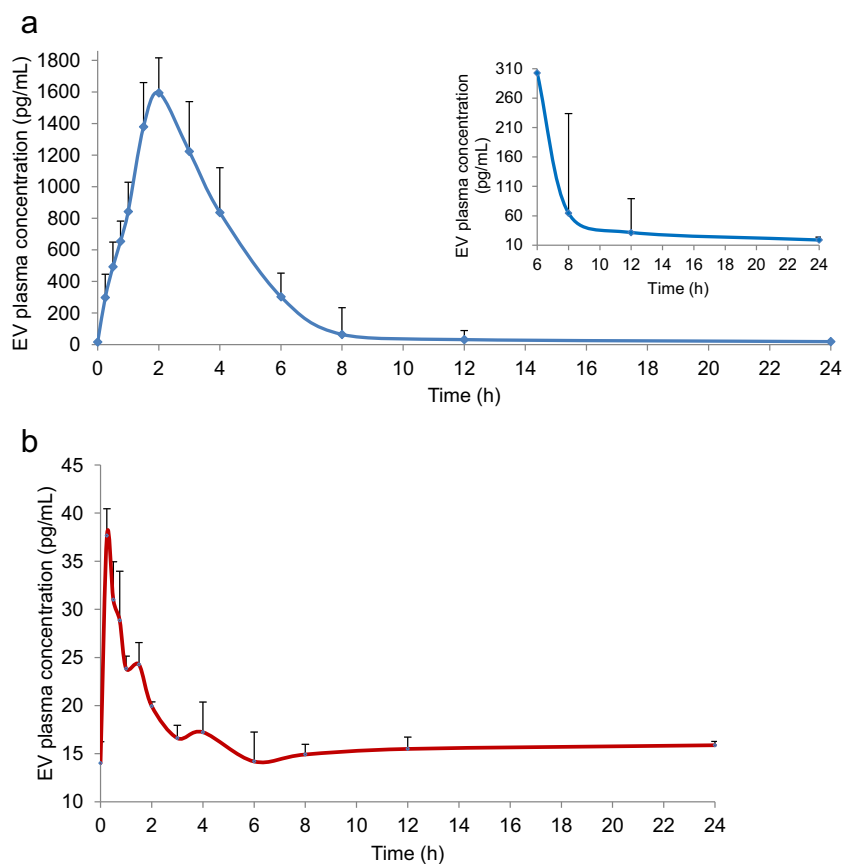 a
EV plasma concentration (pg/mL)
1800
1600
1400
1200
1000
800
600
400
200
0
0 2 4 6 8 10 12 14 16 18 20 22 24
Time (h)
EV plasma concentration
(pg/mL)
310
260
210
160
110
60
10
6 8 10 12 14 16 18 20 22 24
Time (h)
b
EV plasma concentration (pg/mL)
45
40
35
30
25
20
15
10
0 2 4 6 8 10 12 14 16 18 20 22 24
Time (h)